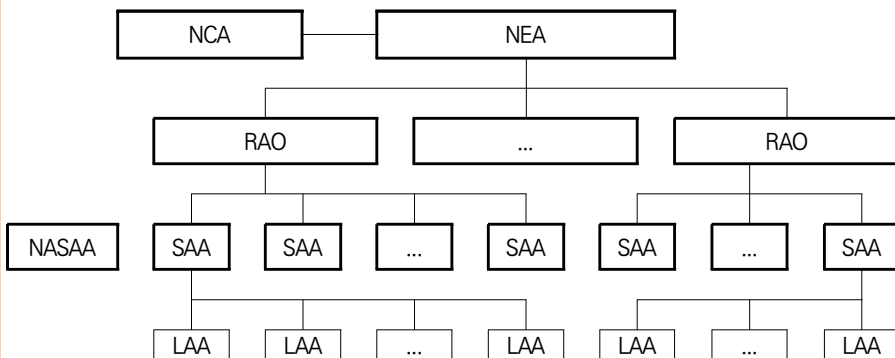 NCA NEA
RAO ... RAO
NASAA SAA SAA ... SAA SAA ... SAA
LAA LAA ... LAA LAA ... LAA